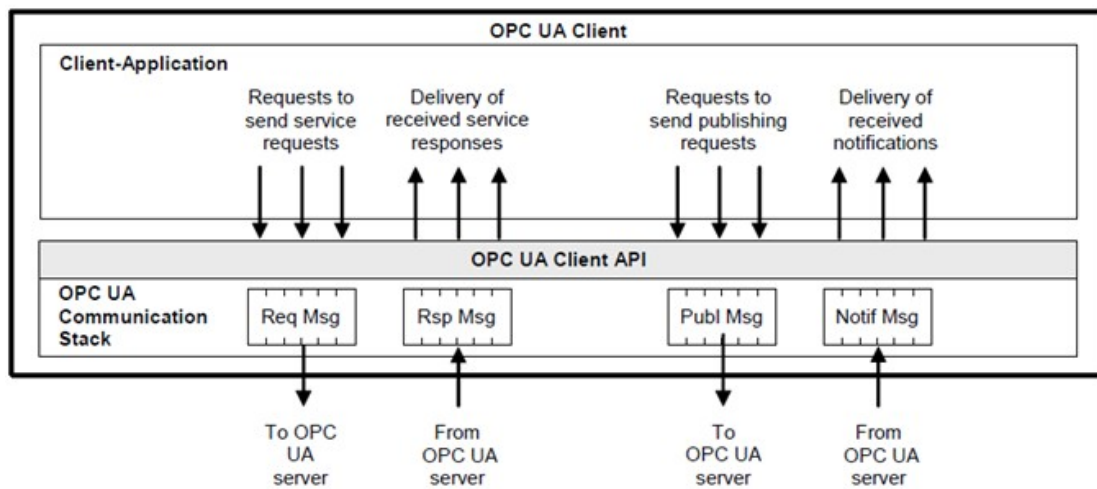 OPC UA Client
Client-Application
Requests to
send service
requests
Delivery of
received service
responses
Requests to
send publishing
requests
Delivery of
received
notifications
OPC UA Client API
OPC UA
Communication
Stack
Req Msg
Rsp Msg
Publ Msg
Notif Msg
To OPC
UA
server
From
OPC UA
server
To
OPC UA
server
From
OPC UA
server